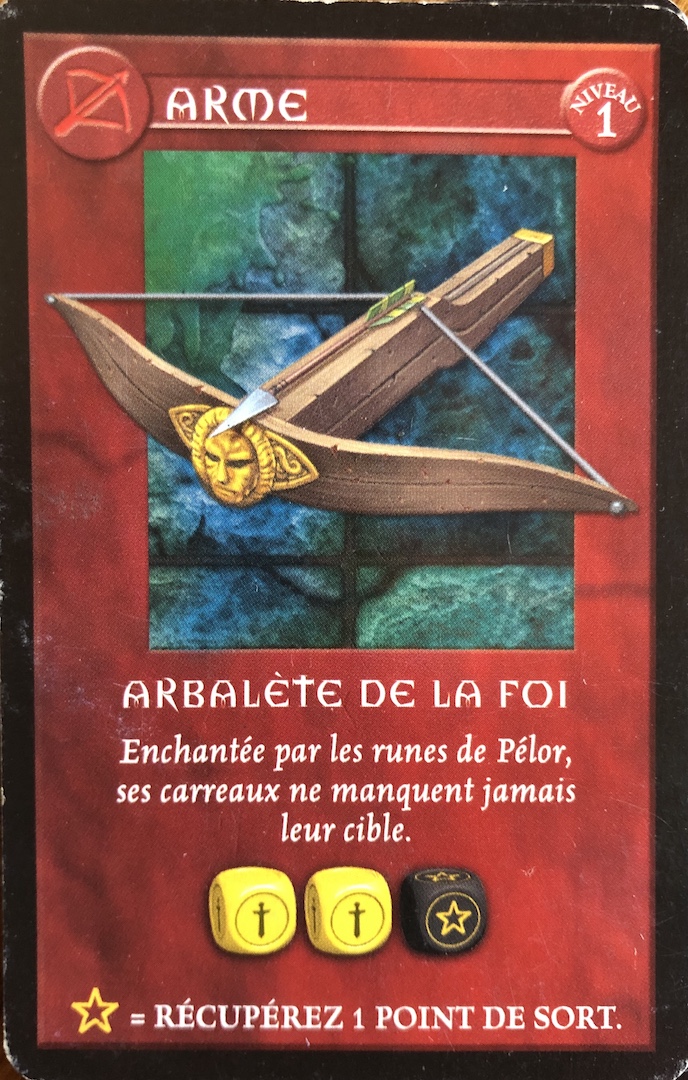 ARME
NIVEAU
1
ARBALÈTE DE LA FOI
Enchantée par les runes de Pélor,
ses carreaux ne manquent jamais
leur cible.
= RÉCUPÉREZ 1 POINT DE SORT.